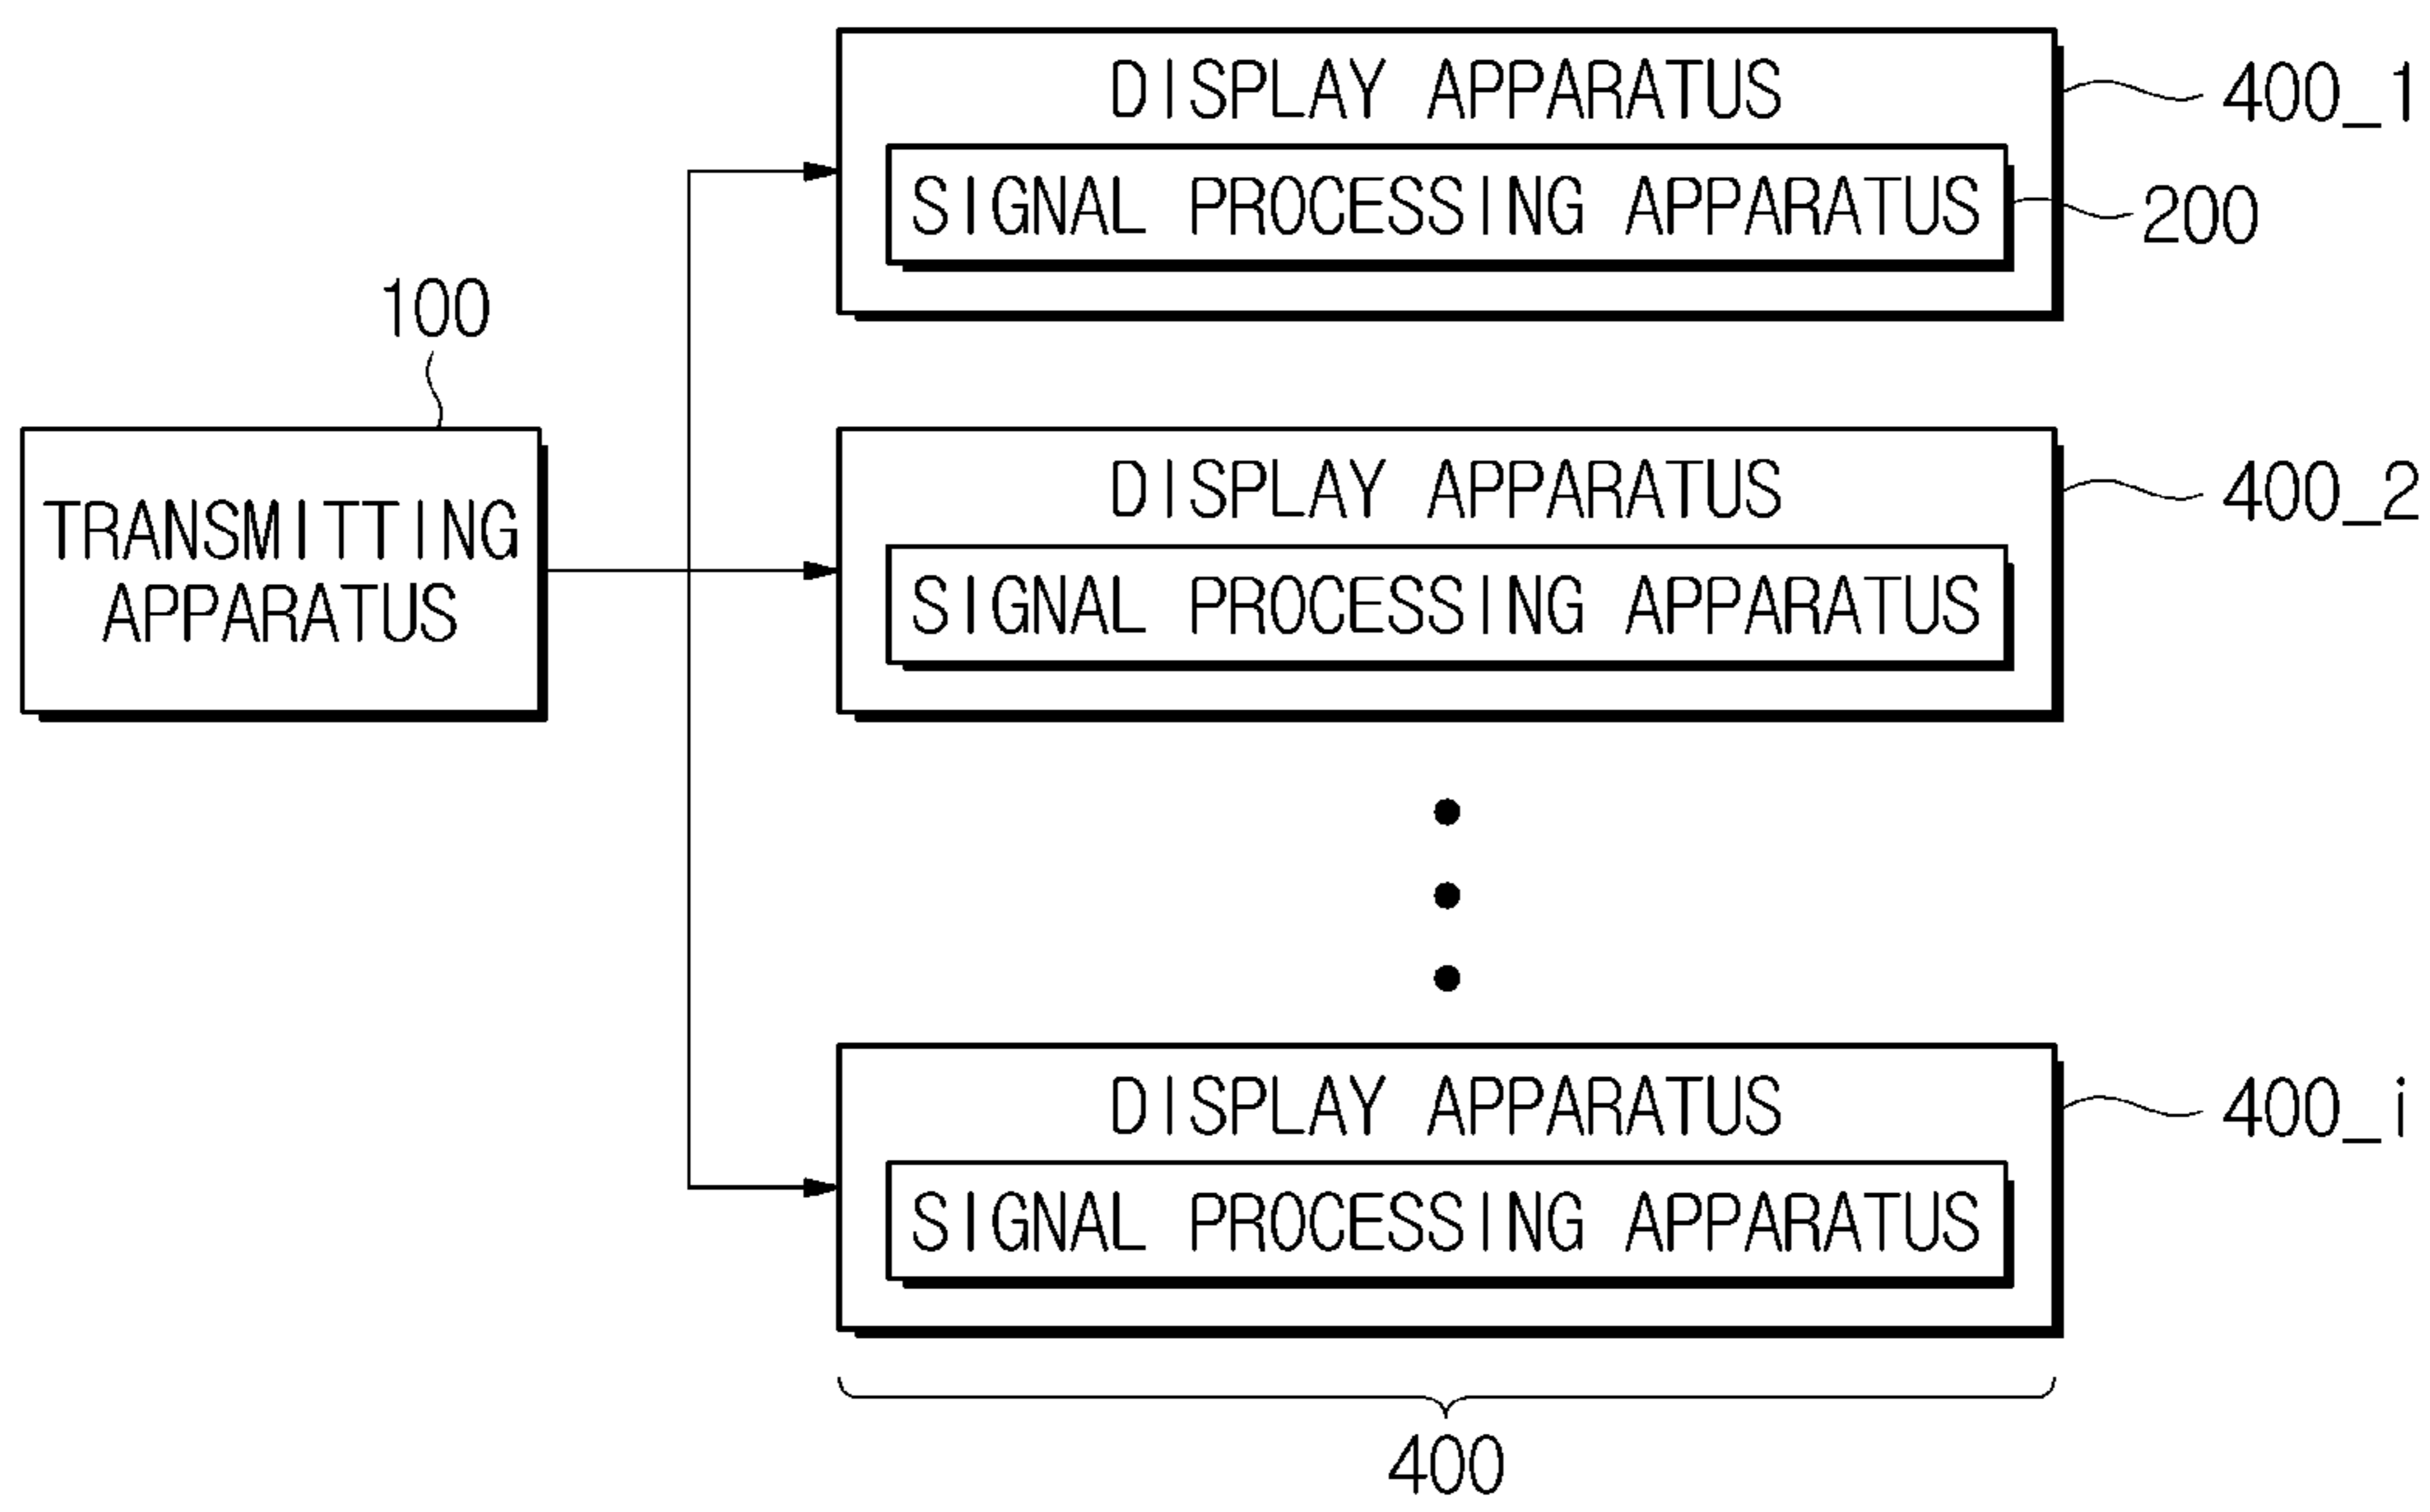 DISPLAY APPARATUS
400_1
SIGNAL PROCESSING APPARATUS
200
100
TRANSMITTING
APPARATUS
DISPLAY APPARATUS
400_2
SIGNAL PROCESSING APPARATUS
DISPLAY APPARATUS
400_i
SIGNAL PROCESSING APPARATUS
400